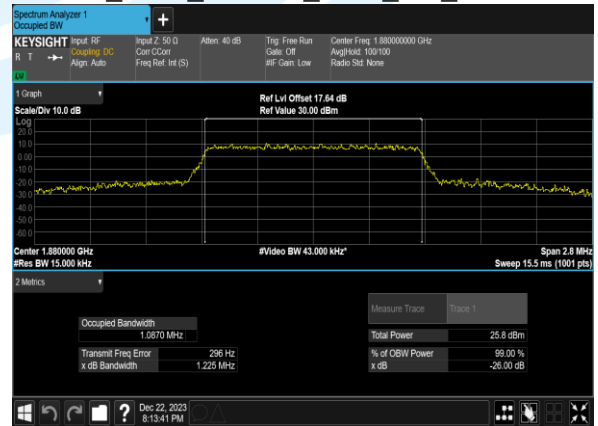 Spectrum Analyzer 1
Occupied BW
+
KEYSIGHT Input: RF Input Z: 50 Ω Atten: 40 dB Trig: Free Run Center Freq: 1.880000000 GHz
R T Coupling: DC Corr CCorr Gate: Off Avg|Hold: 100/100
Align: Auto Freq Ref: Int (S) #IF Gain: Low Radio Std: None
LW
1 Graph
Ref Lvl Offset 17.64 dB
Scale/Div 10.0 dB Ref Value 30.00 dBm
Log
20.0
10.0
0.00
-10.0
-20.0
-30.0
-40.0
-50.0
-60.0
Center 1.880000 GHz #Video BW 43.000 kHz* Span 2.8 MHz
#Res BW 15.000 kHz Sweep 15.5 ms (1001 pts)
2 Metrics
Measure Trace Trace 1
Occupied Bandwidth
1.0870 MHz Total Power 25.8 dBm
Transmit Freq Error 296 Hz % of OBW Power 99.00 %
x dB Bandwidth 1.225 MHz x dB -26.00 dB
? Dec 22, 2023
8:13:41 PM